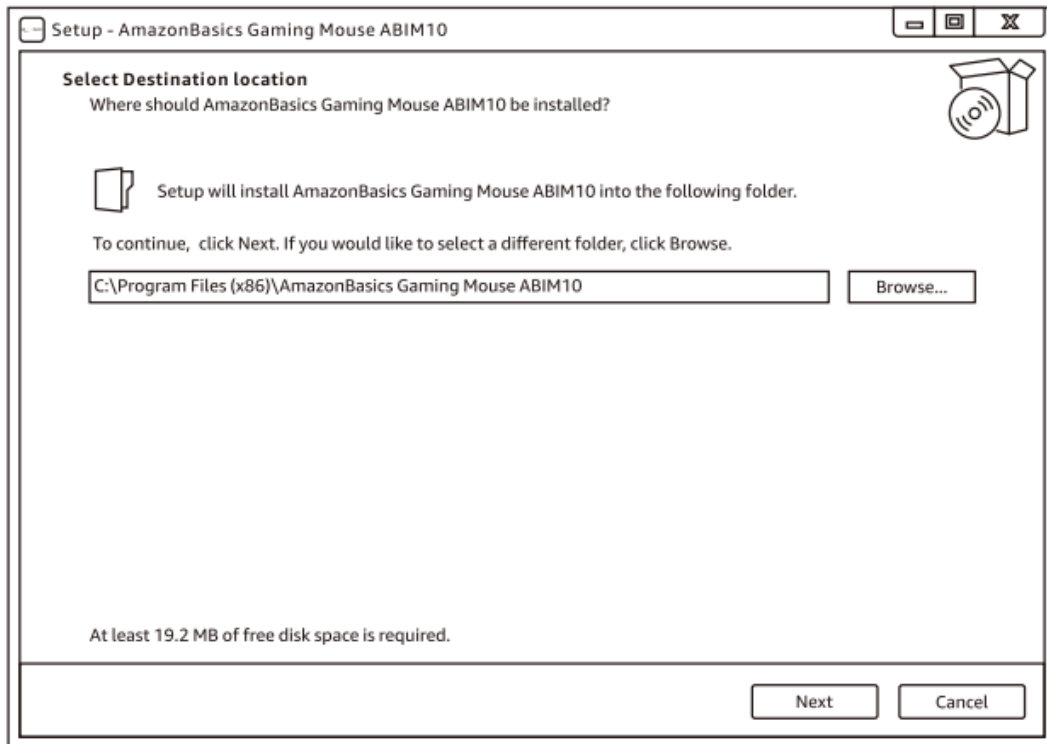 Setup - AmazonBasics Gaming Mouse ABIM10
Select Destination location
Where should AmazonBasics Gaming Mouse ABIM10 be installed?
Setup will install AmazonBasics Gaming Mouse ABIM10 into the following folder.
To continue, click Next. If you would like to select a different folder, click Browse.
C:\Program Files (x86)\AmazonBasics Gaming Mouse ABIM10
Browse...
At least 19.2 MB of free disk space is required.
Next
Cancel